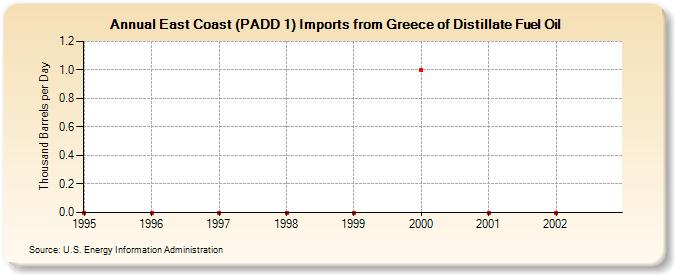 Annual East Coast (PADD 1) Imports from Greece of Distillate Fuel Oil
Thousand Barrels per Day
1.2
1.0
0.8
0.6
0.4
0.2
0.0
1995 1996 1997 1998 1999 2000 2001 2002
Source: U.S. Energy Information Administration